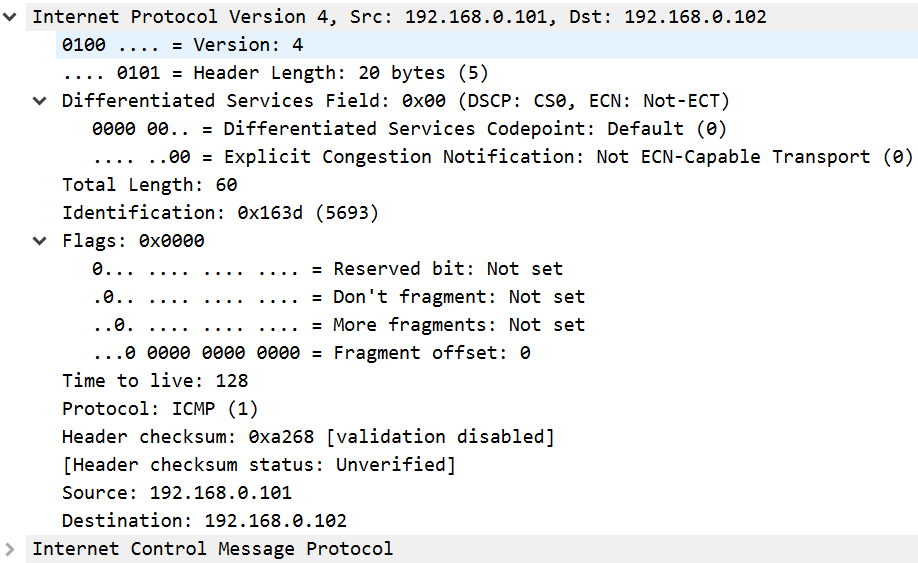 Internet Protocol Version 4, Src: 192.168.0.101, Dst: 192.168.0.102
0100 .... = Version: 4
.... 0101 = Header Length: 20 bytes (5)
Differentiated Services Field: 0x00 (DSCP: CS0, ECN: Not-ECT)
0000 00.. = Differentiated Services Codepoint: Default (0)
.... ..00 = Explicit Congestion Notification: Not ECN-Capable Transport (0)
Total Length: 60
Identification: 0x163d (5693)
Flags: 0x0000
0... .... .... .... = Reserved bit: Not set
.0.. .... .... .... = Don't fragment: Not set
..0. .... .... .... = More fragments: Not set
...0 0000 0000 0000 = Fragment offset: 0
Time to live: 128
Protocol: ICMP (1)
Header checksum: 0xa268 [validation disabled]
[Header checksum status: Unverified]
Source: 192.168.0.101
Destination: 192.168.0.102
Internet Control Message Protocol